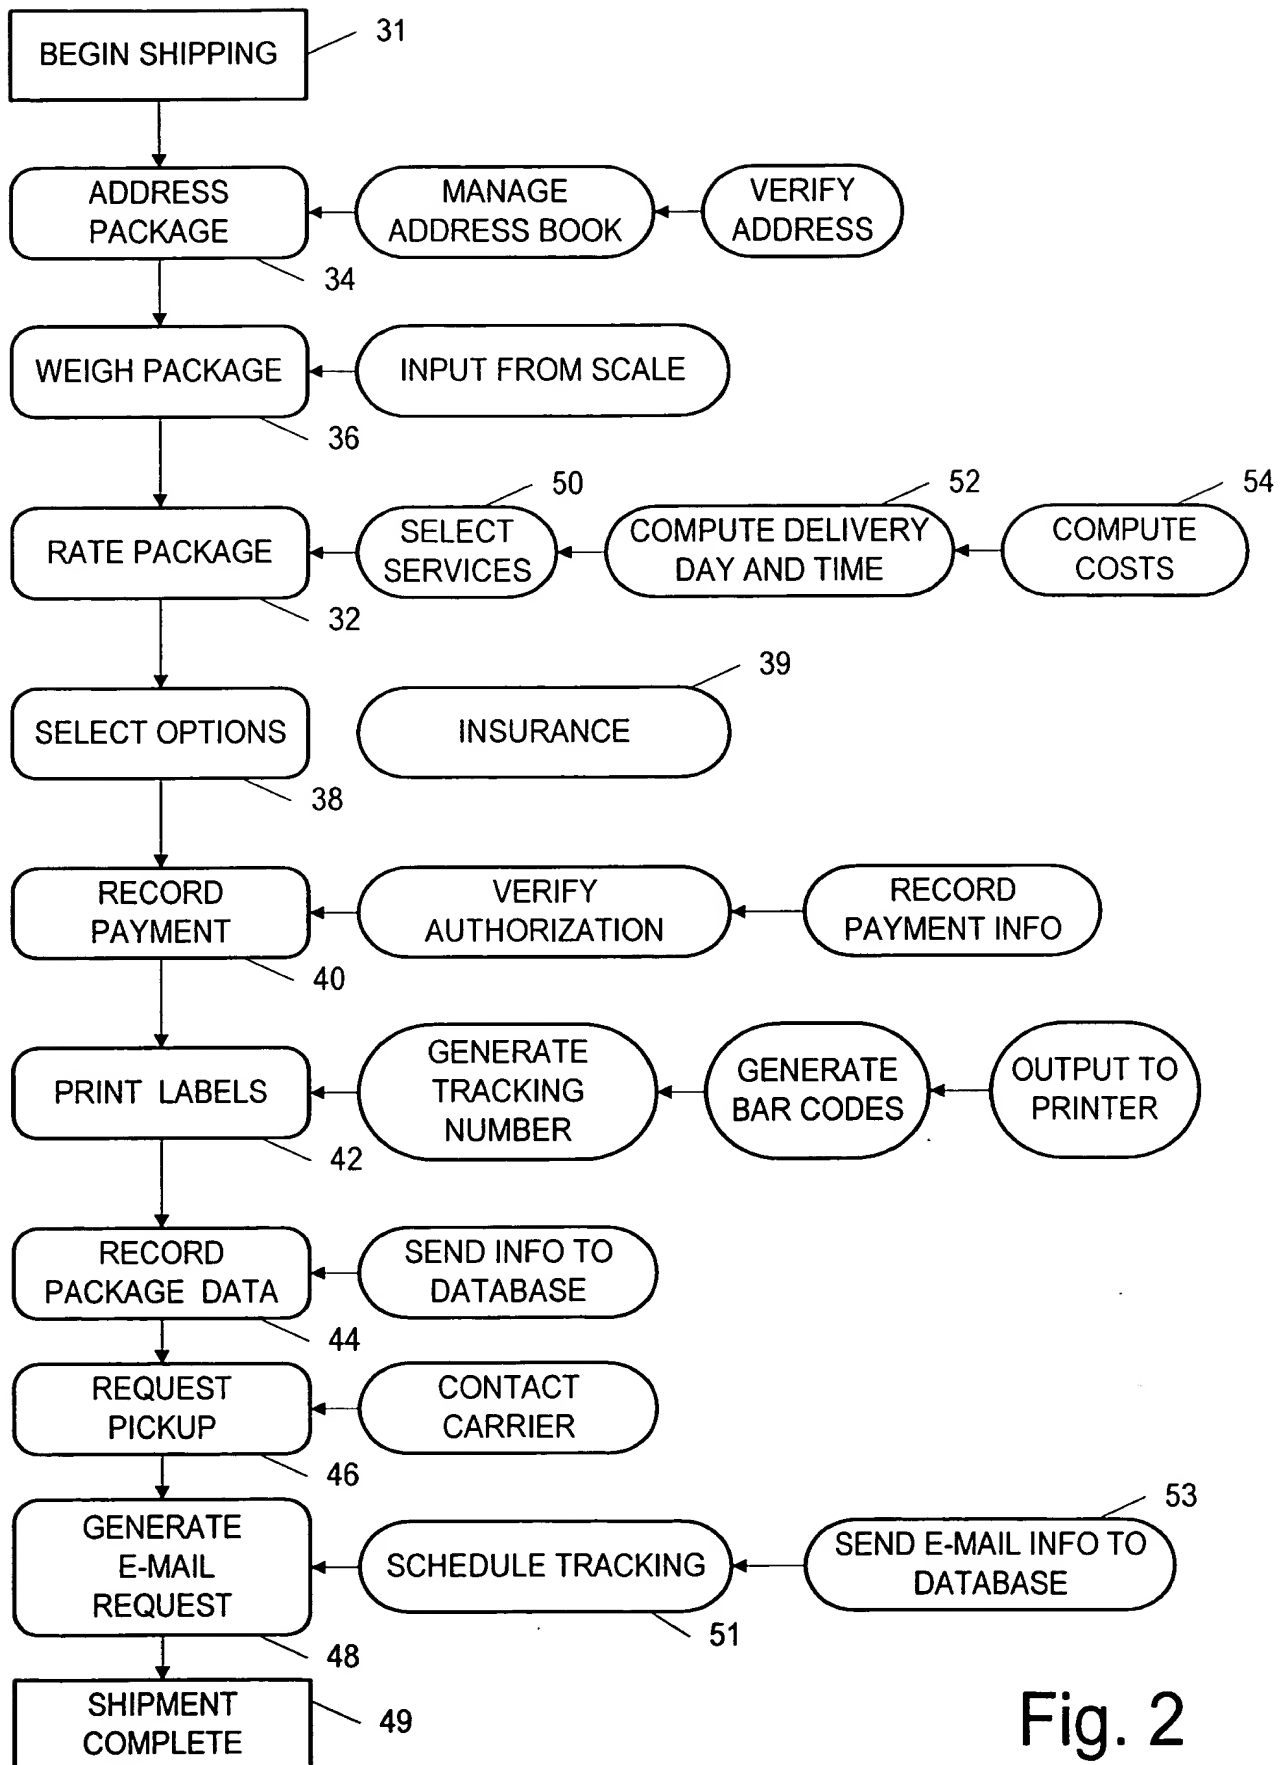 BEGIN SHIPPING
31
ADDRESS
PACKAGE
34
MANAGE
ADDRESS BOOK
VERIFY
ADDRESS
WEIGH PACKAGE
36
INPUT FROM SCALE
RATE PACKAGE
32
50
SELECT
SERVICES
52
COMPUTE DELIVERY
DAY AND TIME
54
COMPUTE
COSTS
SELECT OPTIONS
38
39
INSURANCE
RECORD
PAYMENT
40
VERIFY
AUTHORIZATION
RECORD
PAYMENT INFO
PRINT LABELS
42
GENERATE
TRACKING
NUMBER
GENERATE
BAR CODES
OUTPUT TO
PRINTER
RECORD
PACKAGE DATA
44
SEND INFO TO
DATABASE
REQUEST
PICKUP
46
CONTACT
CARRIER
GENERATE
E-MAIL
REQUEST
48
SCHEDULE TRACKING
51
53
SEND E-MAIL INFO TO
DATABASE
SHIPMENT
COMPLETE
49
Fig. 2